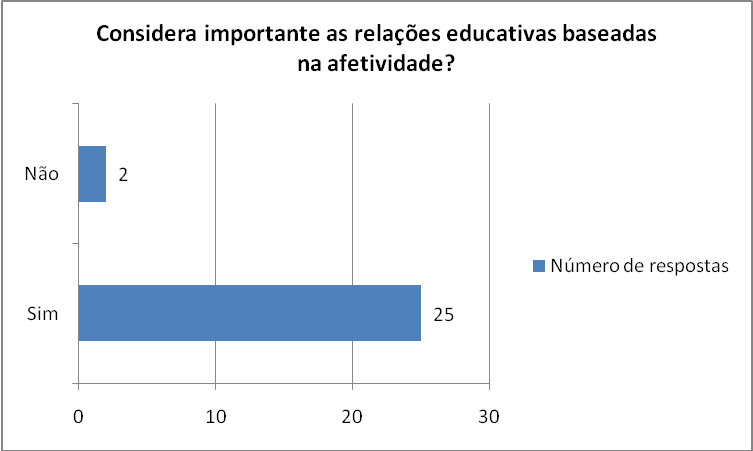 Considera importante as relações educativas baseadas
na afetividade?
Não
2
Sim
25
Número de respostas
0
10
20
30